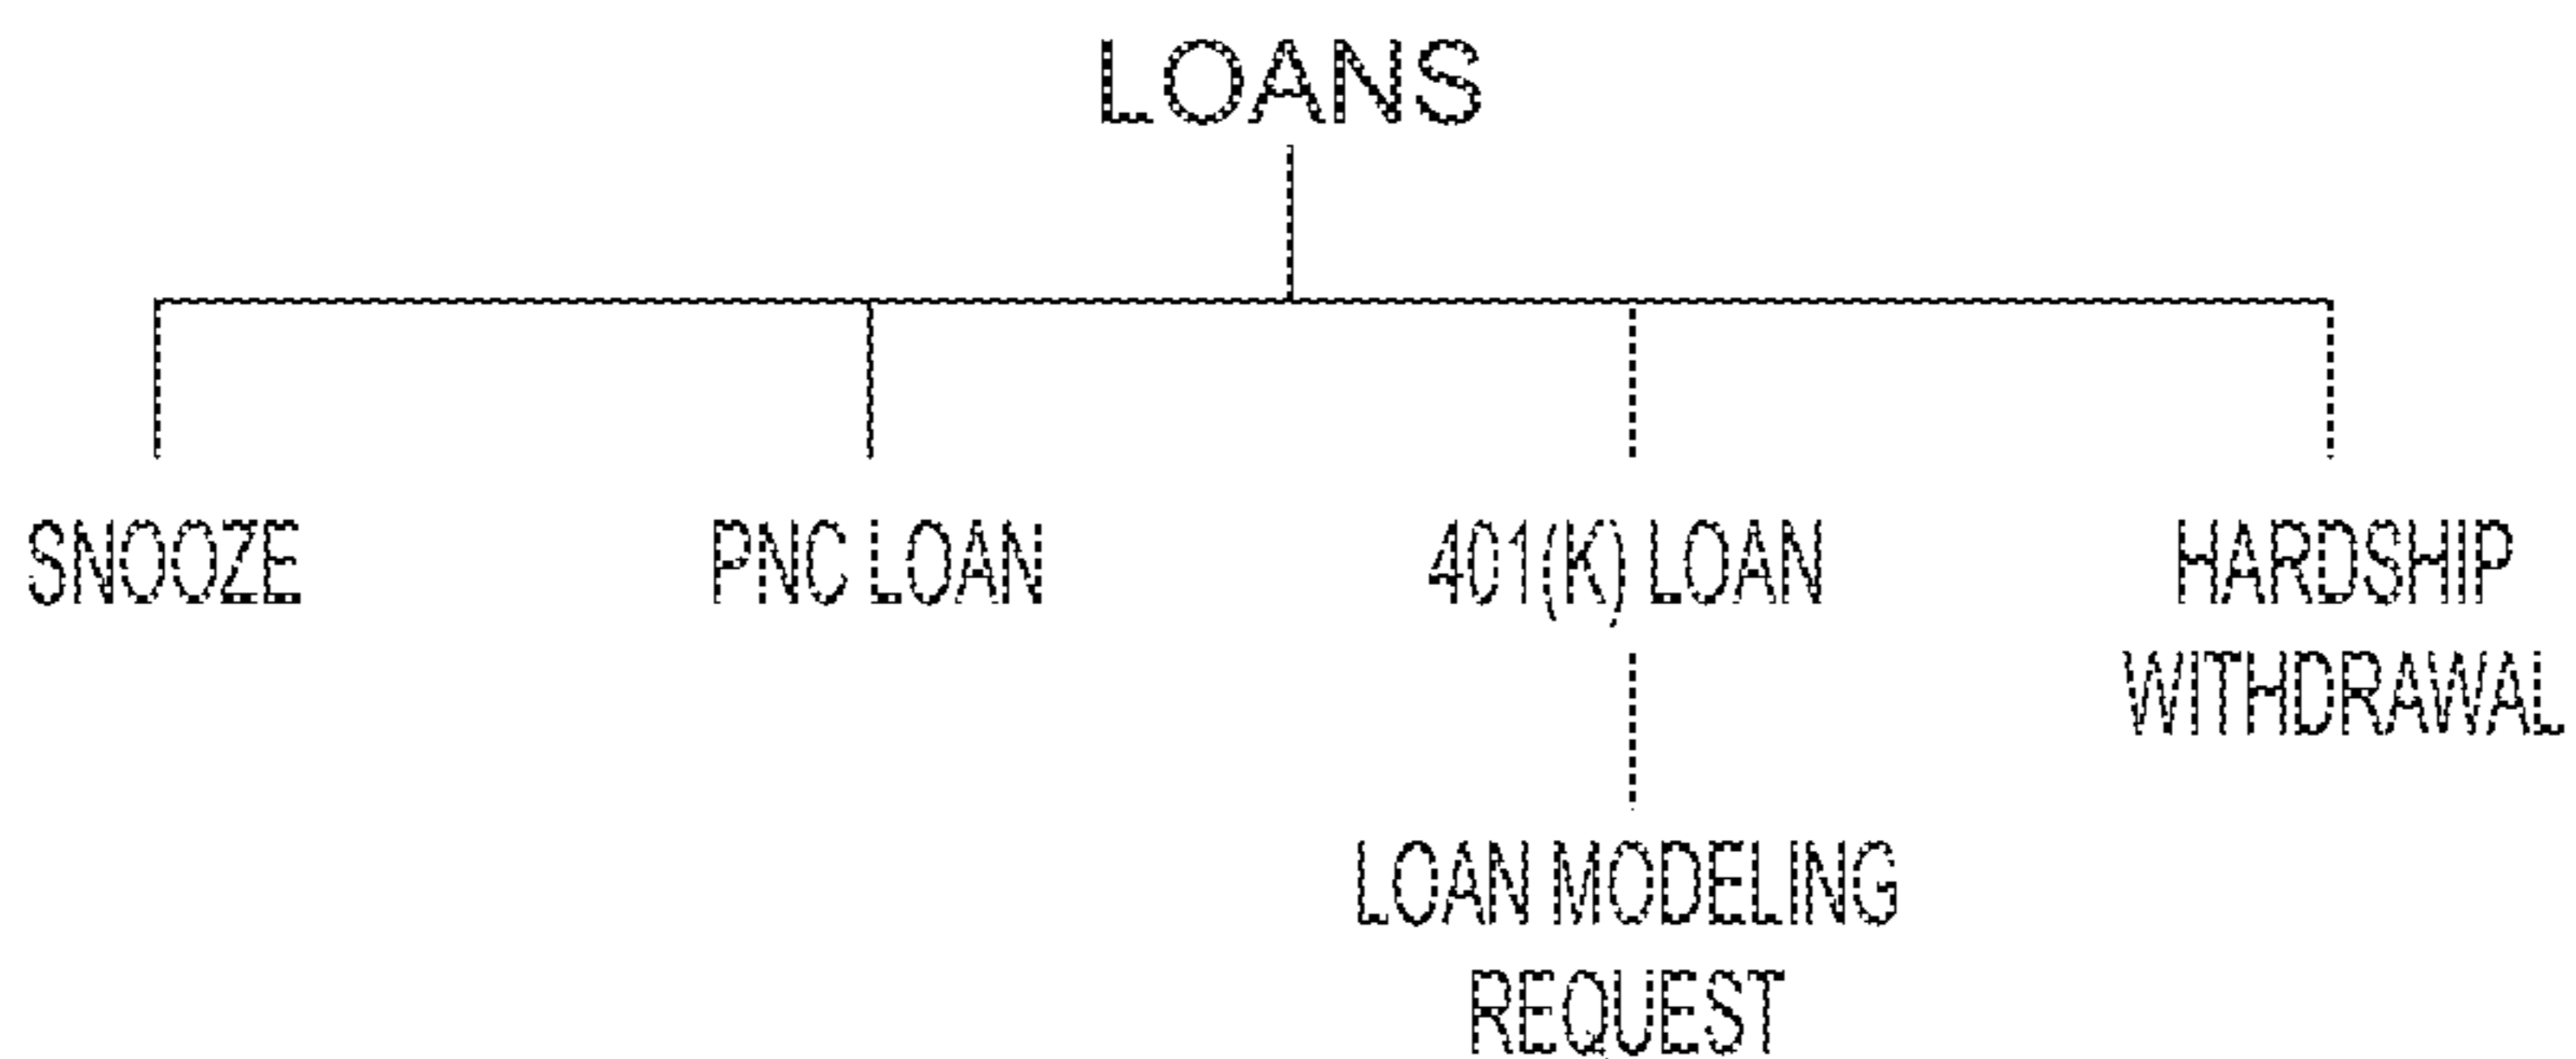 LOANS
SNOOZE
PNC LOAN
401(K) LOAN
HARDSHIP
WITHDRAWAL
LOAN MODELING
REQUEST